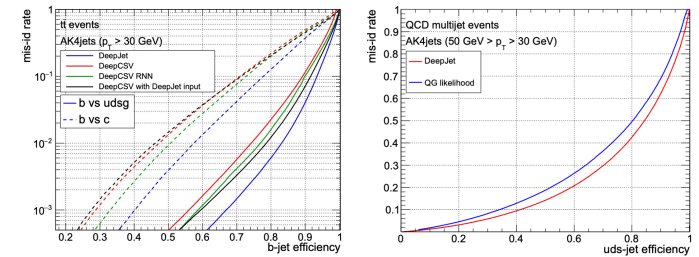 mis-id rate
tt events
AK4jets (p_T > 30 GeV)
DeepJet
DeepCSV
DeepCSV RNN
DeepCSV with DeepJet input
b vs udsg
b vs c
1
10^−1
10^−2
10^−3
0.2 0.3 0.4 0.5 0.6 0.7 0.8 0.9 1
b-jet efficiency
mis-id rate
QCD multijet events
AK4jets (50 GeV > p_T > 30 GeV)
DeepJet
QG likelihood
1
0.9
0.8
0.7
0.6
0.5
0.4
0.3
0.2
0.1
0 0.2 0.4 0.6 0.8 1
uds-jet efficiency